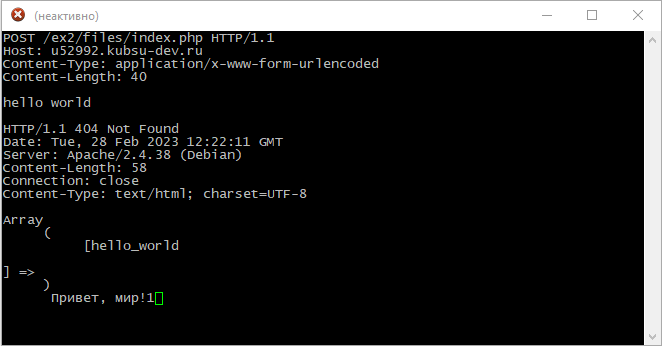 (неактивно)
POST /ex2/files/index.php HTTP/1.1
Host: u52992.kubsu-dev.ru
Content-Type: application/x-www-form-urlencoded
Content-Length: 40

hello world

HTTP/1.1 404 Not Found
Date: Tue, 28 Feb 2023 12:22:11 GMT
Server: Apache/2.4.38 (Debian)
Content-Length: 58
Connection: close
Content-Type: text/html; charset=UTF-8

Array
(
[hello_world

] =>
)
Привет, мир!1